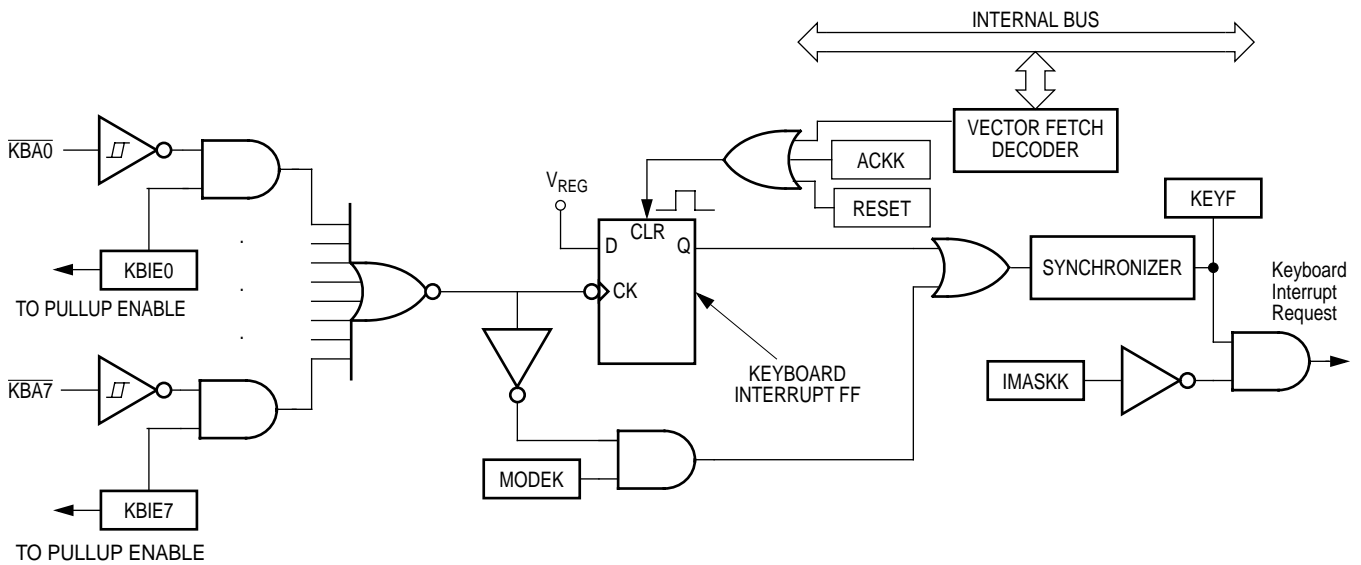 INTERNAL BUS
KBA0
VECTOR FETCH
DECODER
ACKK
VREG
RESET
KEYF
CLR
D
Q
KBIE0
SYNCHRONIZER
Keyboard
Interrupt
Request
CK
TO PULLUP ENABLE
KBA7
KEYBOARD
INTERRUPT FF
IMASKK
MODEK
KBIE7
TO PULLUP ENABLE